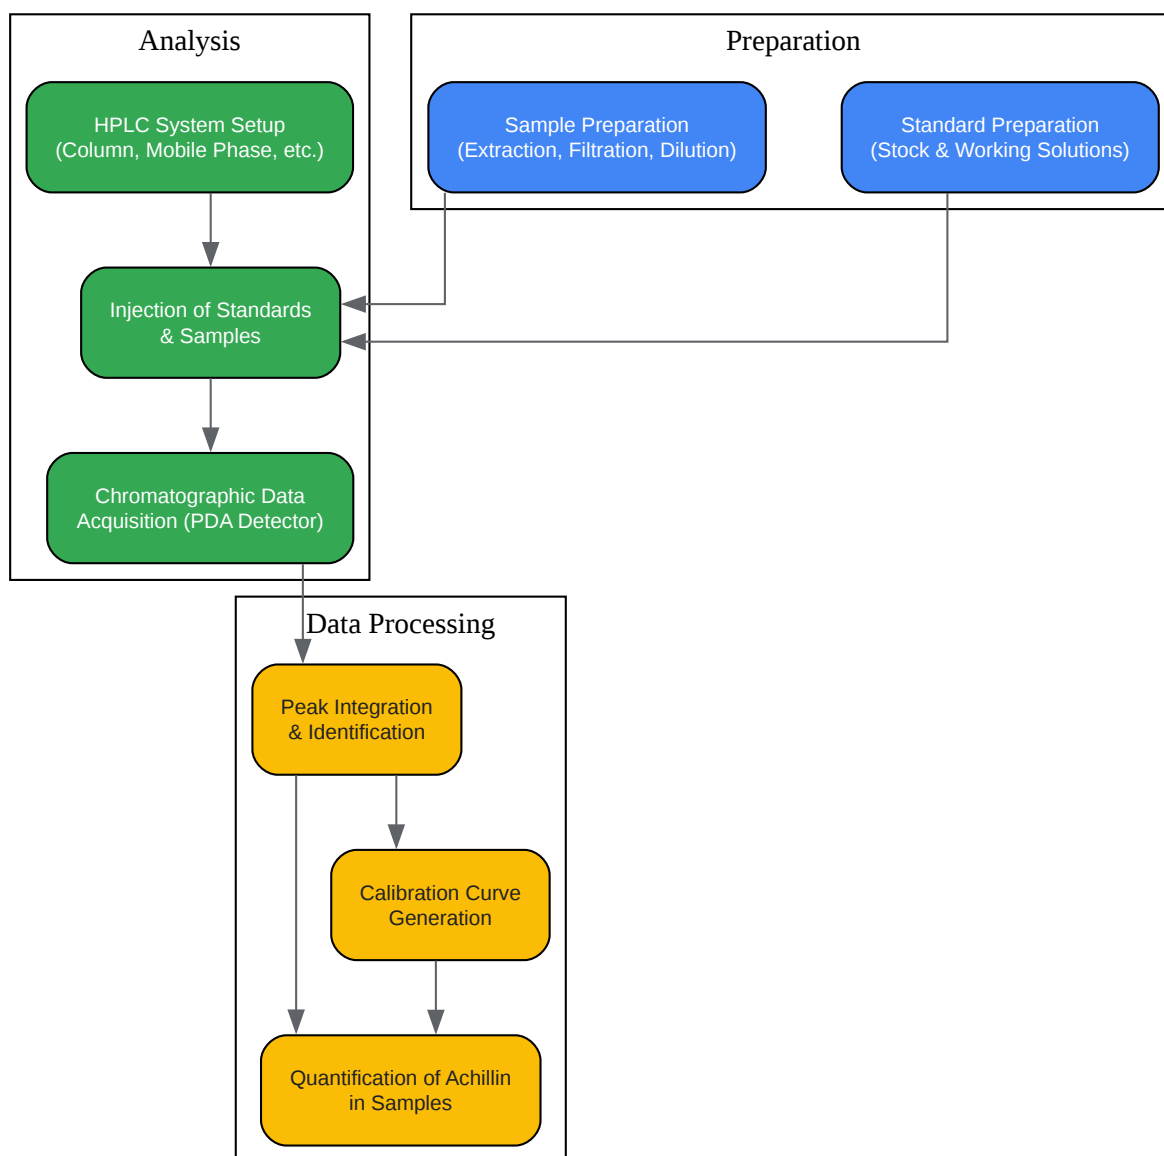 Analysis
HPLC System Setup
(Column, Mobile Phase, etc.)
Injection of Standards
& Samples
Chromatographic Data
Acquisition (PDA Detector)
Preparation
Sample Preparation
(Extraction, Filtration, Dilution)
Standard Preparation
(Stock & Working Solutions)
Data Processing
Peak Integration
& Identification
Calibration Curve
Generation
Quantification of Achillin
in Samples